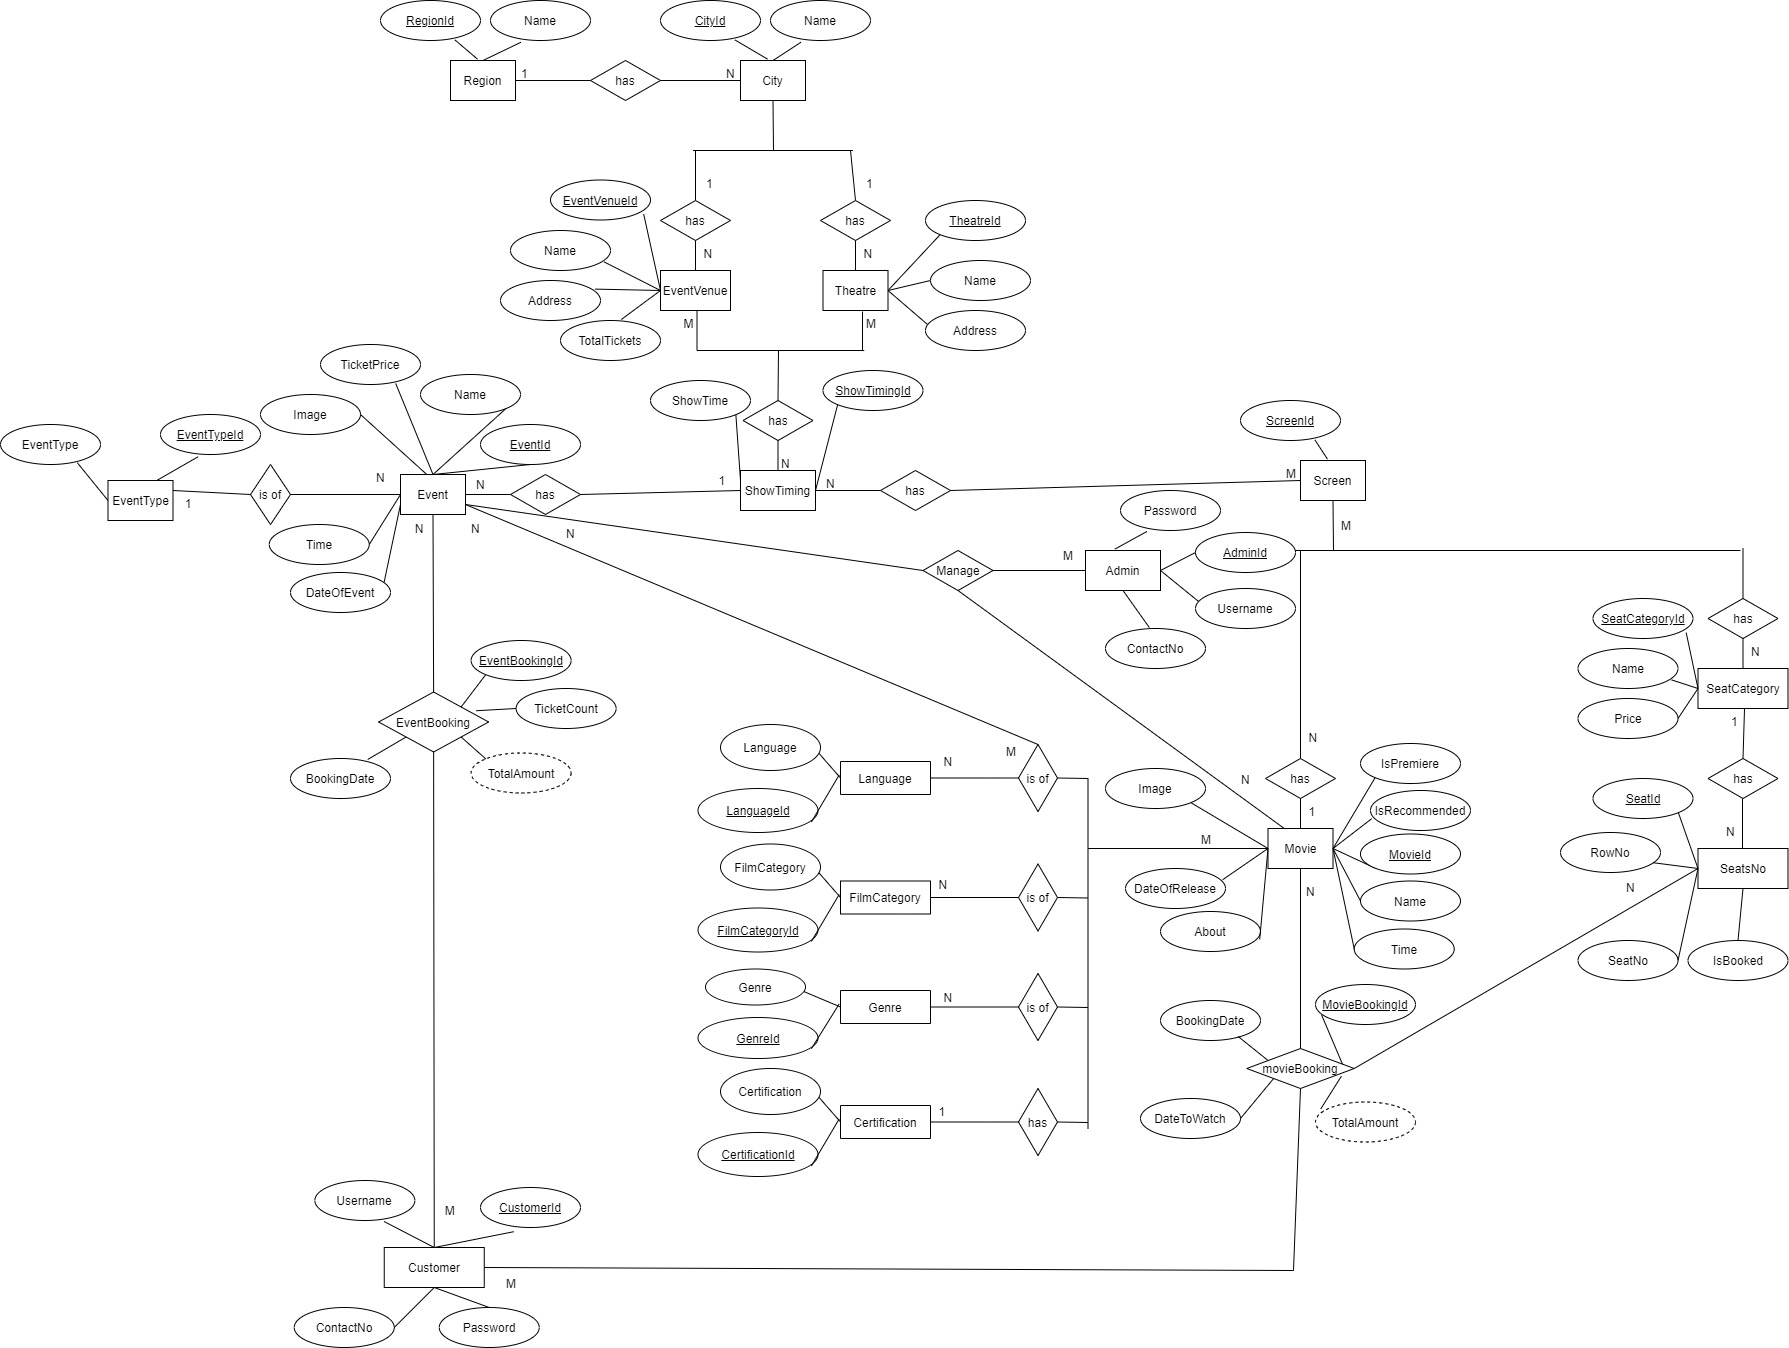 RegionId
Name
CityId
Name
Region
1
has
N
City
1
1
EventVenueId
has
has
TheatreId
Name
N
N
Name
EventVenue
Theatre
Address
M
M
Address
TotalTickets
TicketPrice
Name
ShowTime
ShowTimingId
Image
has
ScreenId
EventType
EventTypeId
EventId
N
M
EventType
1
is of
N
Event
N
has
1
ShowTiming
N
has
Screen
Time
N
N
N
Password
M
DateOfEvent
Manage
M
Admin
AdminId
Username
ContactNo
SeatCategoryId
has
N
Name
SeatCategory
Price
1
EventBookingId
TicketCount
EventBooking
BookingDate
TotalAmount
Language
N
M
Language
is of
LanguageId
N
IsPremiere
Image
N
has
has
1
IsRecommended
SeatId
N
M
Movie
MovieId
RowNo
SeatsNo
FilmCategory
N
FilmCategory
is of
FilmCategoryId
DateOfRelease
N
Name
N
About
Time
SeatNo
IsBooked
Genre
N
Genre
is of
GenreId
BookingDate
MovieBookingId
movieBooking
DateToWatch
TotalAmount
Certification
1
Certification
has
CertificationId
Username
M
CustomerId
Customer
M
ContactNo
Password